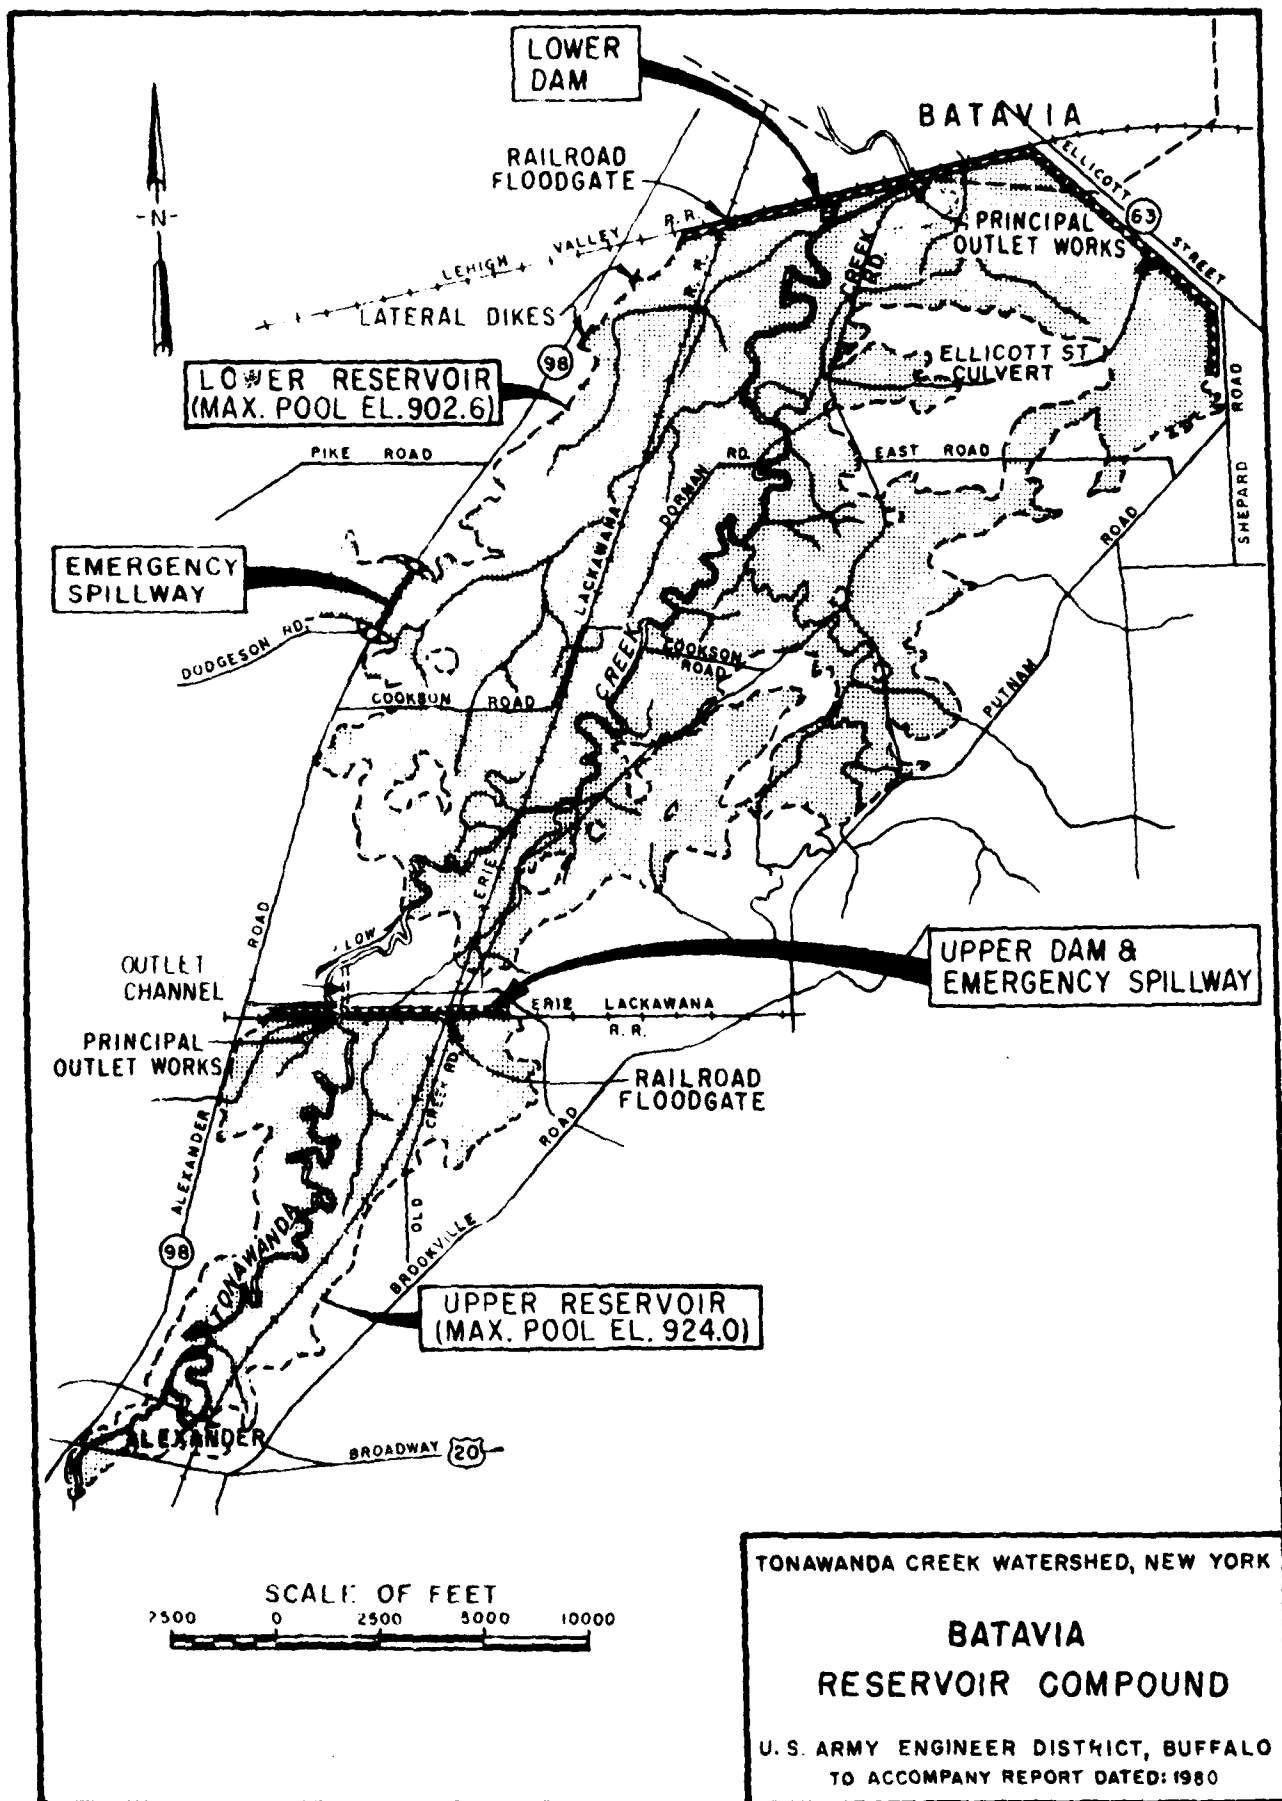 LOWER
DAM
BATAVIA
RAILROAD
FLOODGATE
ELLICOTT
STREET
63
-N-
PRINCIPAL
OUTLET WORKS
LEHIGH VALLEY R.R.
R.R.
CREEK
RD.
LATERAL DIKES
98
ELLICOTT ST
CULVERT
LOWER RESERVOIR
(MAX. POOL EL.902.6)
PIKE ROAD
DORMAN RD.
EAST ROAD
ROAD
SHEPARD
LACKAWANA
ROAD
EMERGENCY
SPILLWAY
DODGESON RD.
CREEK
COOKSON
ROAD
COOKSON ROAD
PUTNAM
ERIE
ROAD
LOW
OUTLET
CHANNEL
UPPER DAM &
EMERGENCY SPILLWAY
ERIE LACKAWANA
R. R.
PRINCIPAL
OUTLET WORKS
CREEK RD.
RAILROAD
FLOODGATE
ROAD
ALEXANDER
OLD
98
TONAWANDA
BROOKVILLE
UPPER RESERVOIR
(MAX. POOL EL. 924.0)
ALEXANDER
BROADWAY 20
TONAWANDA CREEK WATERSHED, NEW YORK
SCALE OF FEET
2500 0 2500 5000 10000
BATAVIA
RESERVOIR COMPOUND
U. S. ARMY ENGINEER DISTRICT, BUFFALO
TO ACCOMPANY REPORT DATED: 1980